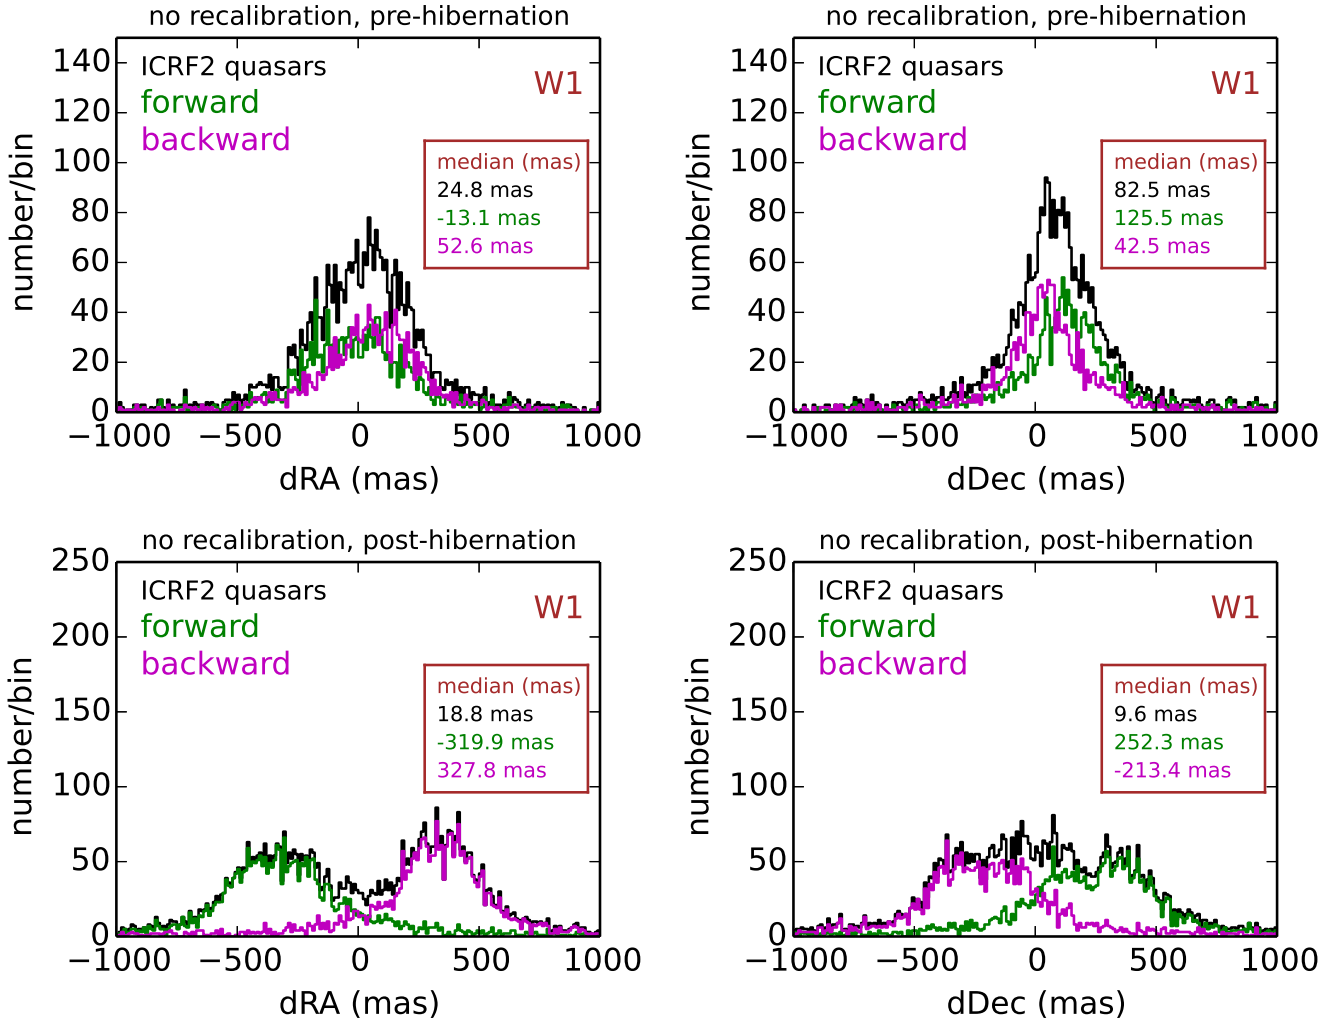 no recalibration, pre-hibernation
ICRF2 quasars
forward
backward
W1
median (mas)
24.8 mas
-13.1 mas
52.6 mas
number/bin
140
120
100
80
60
40
20
0
−1000 −500 0 500 1000
dRA (mas)
no recalibration, pre-hibernation
ICRF2 quasars
forward
backward
W1
median (mas)
82.5 mas
125.5 mas
42.5 mas
number/bin
140
120
100
80
60
40
20
0
−1000 −500 0 500 1000
dDec (mas)
no recalibration, post-hibernation
ICRF2 quasars
forward
backward
W1
median (mas)
18.8 mas
-319.9 mas
327.8 mas
number/bin
250
200
150
100
50
0
−1000 −500 0 500 1000
dRA (mas)
no recalibration, post-hibernation
ICRF2 quasars
forward
backward
W1
median (mas)
9.6 mas
252.3 mas
-213.4 mas
number/bin
250
200
150
100
50
0
−1000 −500 0 500 1000
dDec (mas)